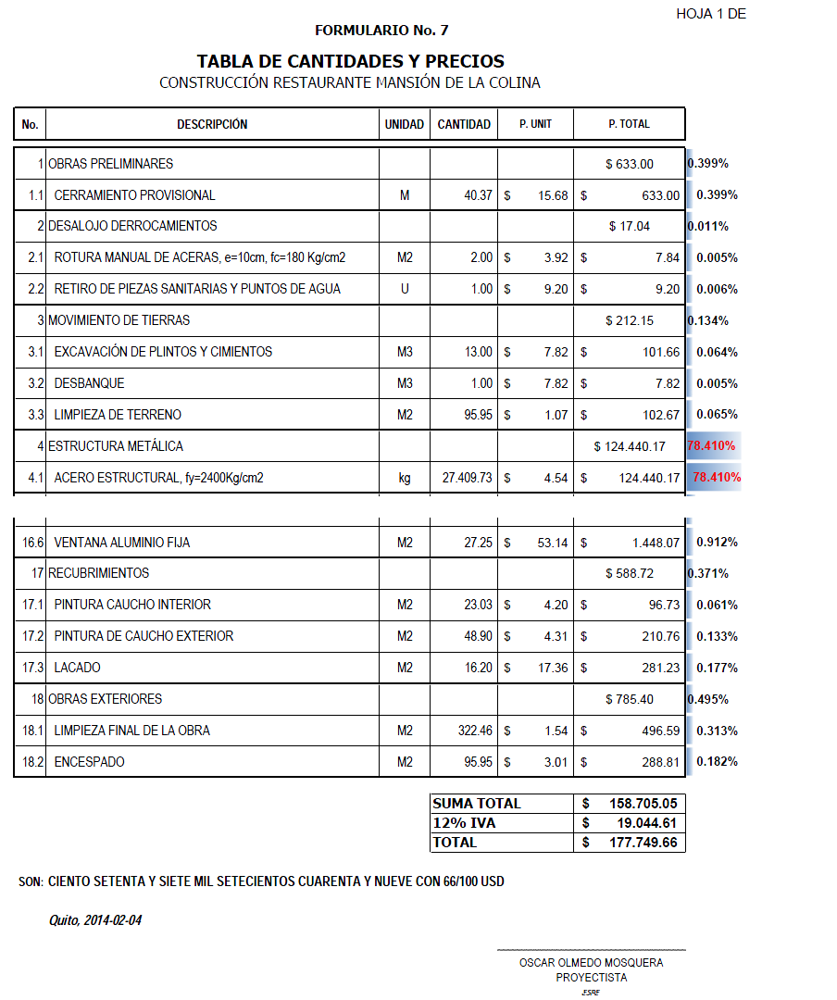 HOJA 1 DE
FORMULARIO No. 7
TABLA DE CANTIDADES Y PRECIOS
CONSTRUCCIÓN RESTAURANTE MANSIÓN DE LA COLINA
No. DESCRIPCIÓN UNIDAD CANTIDAD P. UNIT P. TOTAL
1 OBRAS PRELIMINARES $ 633.00 0.399%
1.1 CERRAMIENTO PROVISIONAL M 40.37 $ 15.68 $ 633.00 0.399%
2 DESALOJO DERROCAMIENTOS $ 17.04 0.011%
2.1 ROTURA MANUAL DE ACERAS, e=10cm, fc=180 Kg/cm2 M2 2.00 $ 3.92 $ 7.84 0.005%
2.2 RETIRO DE PIEZAS SANITARIAS Y PUNTOS DE AGUA U 1.00 $ 9.20 $ 9.20 0.006%
3 MOVIMIENTO DE TIERRAS $ 212.15 0.134%
3.1 EXCAVACIÓN DE PLINTOS Y CIMIENTOS M3 13.00 $ 7.82 $ 101.66 0.064%
3.2 DESBANQUE M3 1.00 $ 7.82 $ 7.82 0.005%
3.3 LIMPIEZA DE TERRENO M2 95.95 $ 1.07 $ 102.67 0.065%
4 ESTRUCTURA METÁLICA $ 124.440.17 78.410%
4.1 ACERO ESTRUCTURAL, fy=2400Kg/cm2 kg 27.409.73 $ 4.54 $ 124.440.17 78.410%
16.6 VENTANA ALUMINIO FIJA M2 27.25 $ 53.14 $ 1.448.07 0.912%
17 RECUBRIMIENTOS $ 588.72 0.371%
17.1 PINTURA CAUCHO INTERIOR M2 23.03 $ 4.20 $ 96.73 0.061%
17.2 PINTURA DE CAUCHO EXTERIOR M2 48.90 $ 4.31 $ 210.76 0.133%
17.3 LACADO M2 16.20 $ 17.36 $ 281.23 0.177%
18 OBRAS EXTERIORES $ 785.40 0.495%
18.1 LIMPIEZA FINAL DE LA OBRA M2 322.46 $ 1.54 $ 496.59 0.313%
18.2 ENCESPADO M2 95.95 $ 3.01 $ 288.81 0.182%
SUMA TOTAL $ 158.705.05
12% IVA $ 19.044.61
TOTAL $ 177.749.66
SON: CIENTO SETENTA Y SIETE MIL SETECIENTOS CUARENTA Y NUEVE CON 66/100 USD
Quito, 2014-02-04
OSCAR OLMEDO MOSQUERA
PROYECTISTA
ESPE